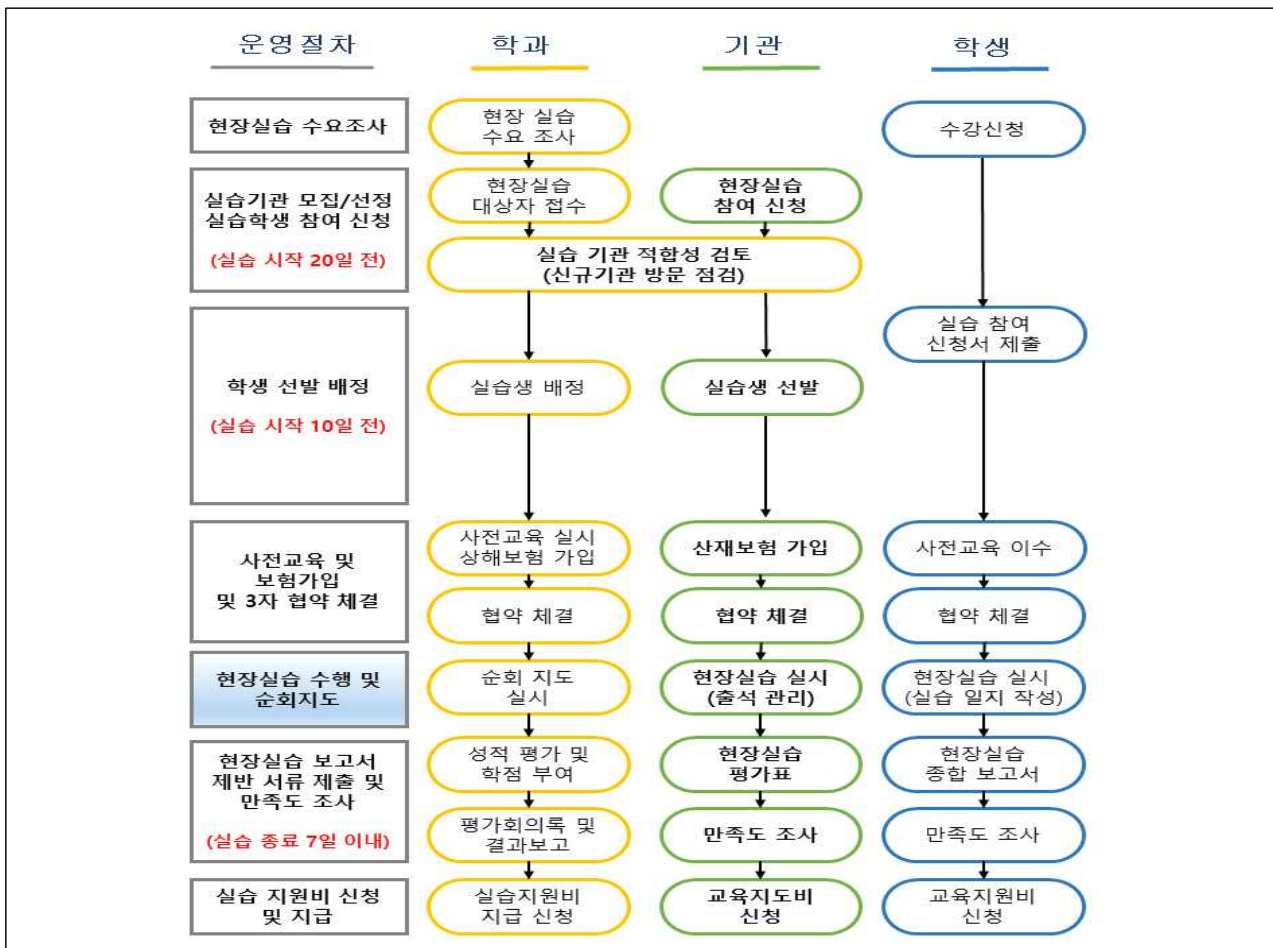 운영절차
학과
기관
학생
현장실습 수요조사
현장 실습
수요 조사
수강신청
실습기관 모집/선정
실습학생 참여 신청
(실습 시작 20일 전)
현장실습
대상자 접수
현장실습
참여 신청
실습 기관 적합성 검토
(신규기관 방문 점검)
실습 참여
신청서 제출
학생 선발 배정
(실습 시작 10일 전)
실습생 배정
실습생 선발
사전교육 및
보험가입
및 3자 협약 체결
사전교육 실시
상해보험 가입
산재보험 가입
사전교육 이수
협약 체결
협약 체결
협약 체결
현장실습 수행 및
순회지도
순회 지도
실시
현장실습 실시
(출석 관리)
현장실습 실시
(실습 일지 작성)
현장실습 보고서
제반 서류 제출 및
만족도 조사
(실습 종료 7일 이내)
성적 평가 및
학점 부여
현장실습
평가표
현장실습
종합 보고서
평가회의록 및
결과보고
만족도 조사
만족도 조사
실습 지원비 신청
및 지급
실습지원비
지급 신청
교육지도비
신청
교육지원비
신청